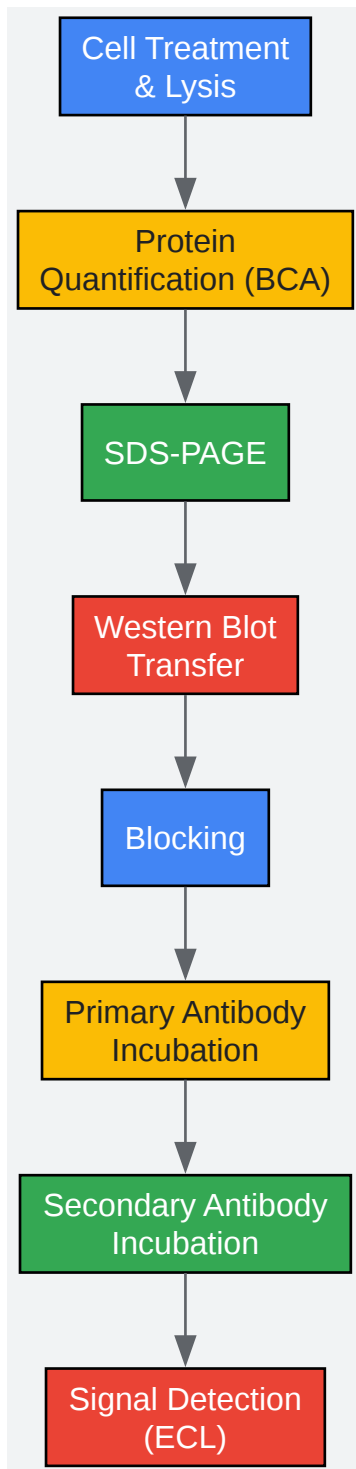 Cell Treatment
& Lysis
Protein
Quantification (BCA)
SDS-PAGE
Western Blot
Transfer
Blocking
Primary Antibody
Incubation
Secondary Antibody
Incubation
Signal Detection
(ECL)